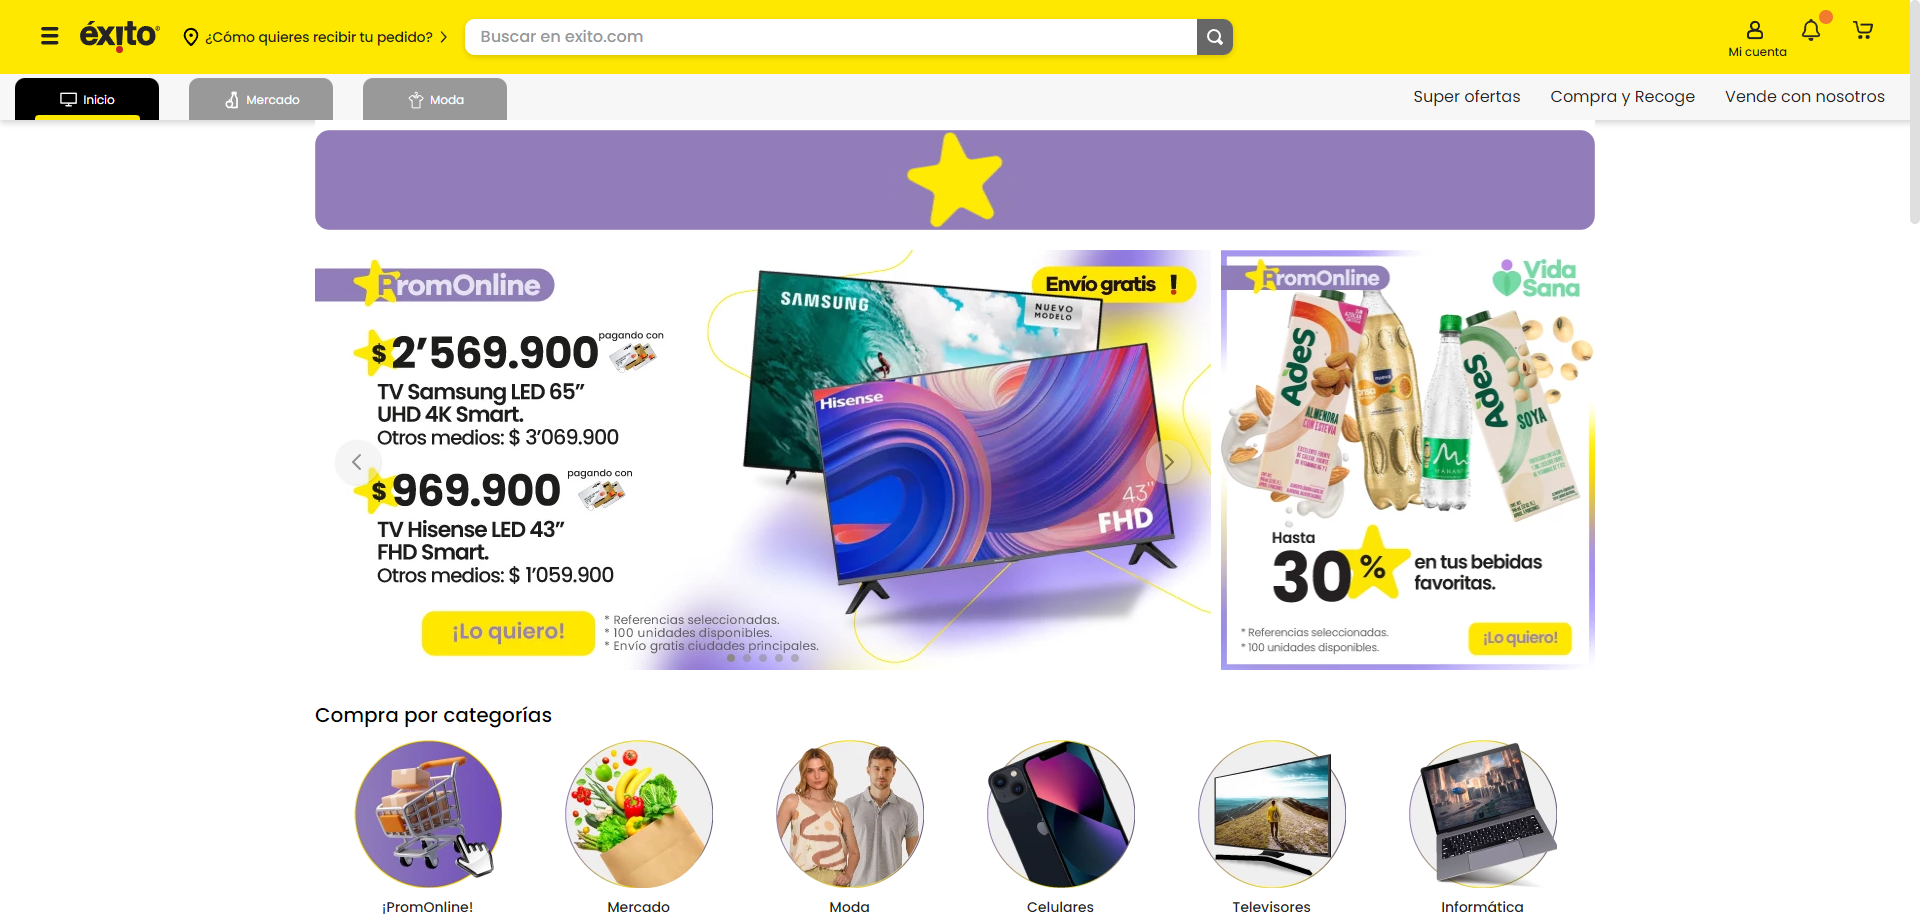 éxito
¿Cómo quieres recibir tu pedido?
Buscar en exito.com
Mi cuenta
Inicio
Mercado
Moda
Super ofertas
Compra y Recoge
Vende con nosotros
PromOnline
Envío gratis !
SAMSUNG
NUEVO
MODELO
$2’569.900
pagando con
TV Samsung LED 65”
UHD 4K Smart.
Otros medios: $ 3’069.900
$969.900
pagando con
TV Hisense LED 43”
FHD Smart.
Otros medios: $ 1’059.900
Hisense
43"
FHD
¡Lo quiero!
* Referencias seleccionadas.
* 100 unidades disponibles.
* Envío gratis ciudades principales.
PromOnline
Vida
Sana
AdeS
ALMENDRA
CON ESTEVIA
AdeS
SOYA
Hasta
30%
en tus bebidas
favoritas.
* Referencias seleccionadas.
* 100 unidades disponibles.
¡Lo quiero!
Compra por categorías
¡PromOnline!
Mercado
Moda
Celulares
Televisores
Informática